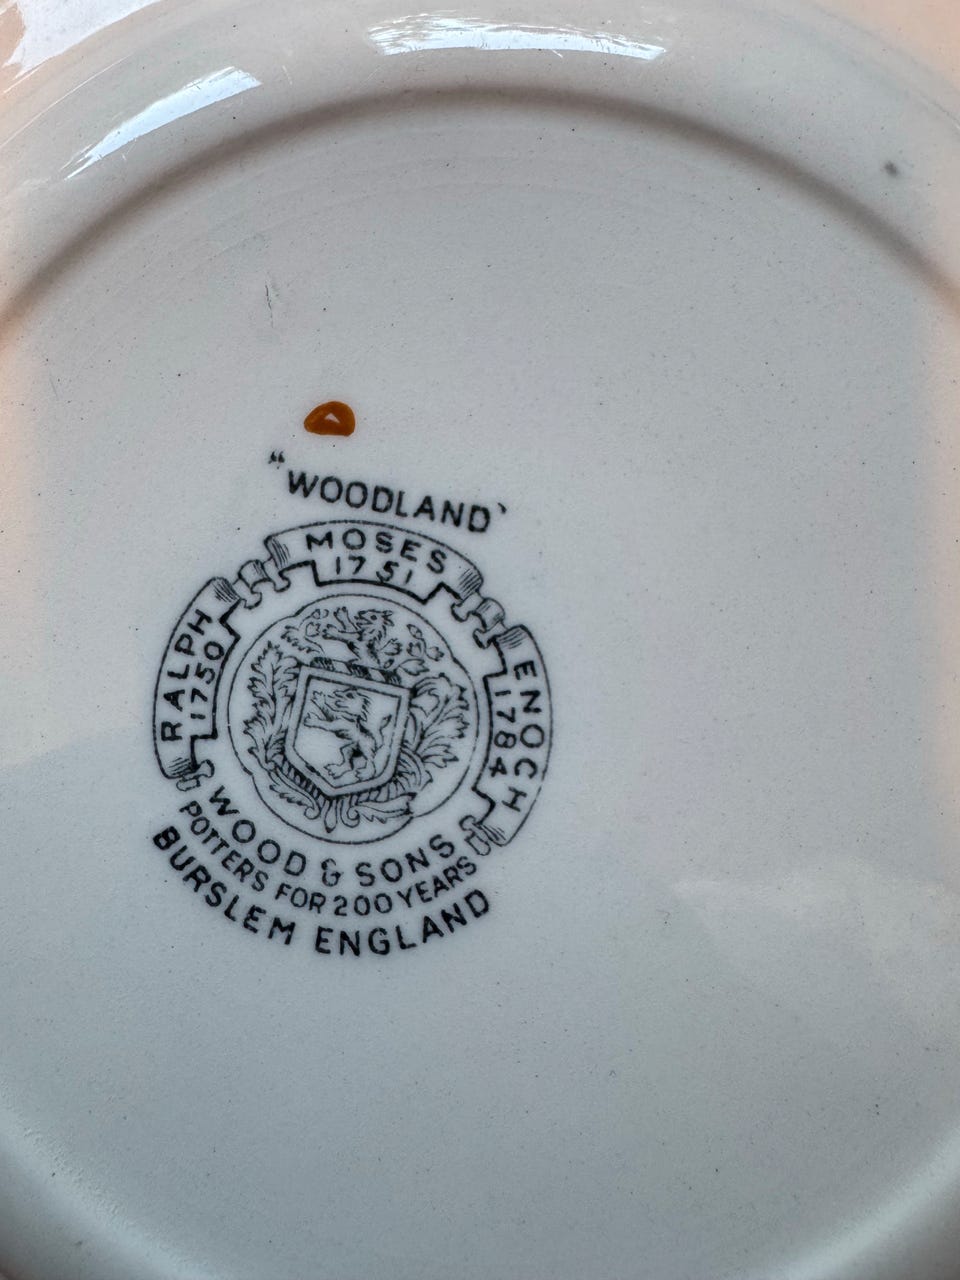 "WOODLAND"
RALPH
1750
MOSES
1751
ENOCH
1784
WOOD & SONS
POTTERS FOR 200 YEARS
BURSLEM ENGLAND